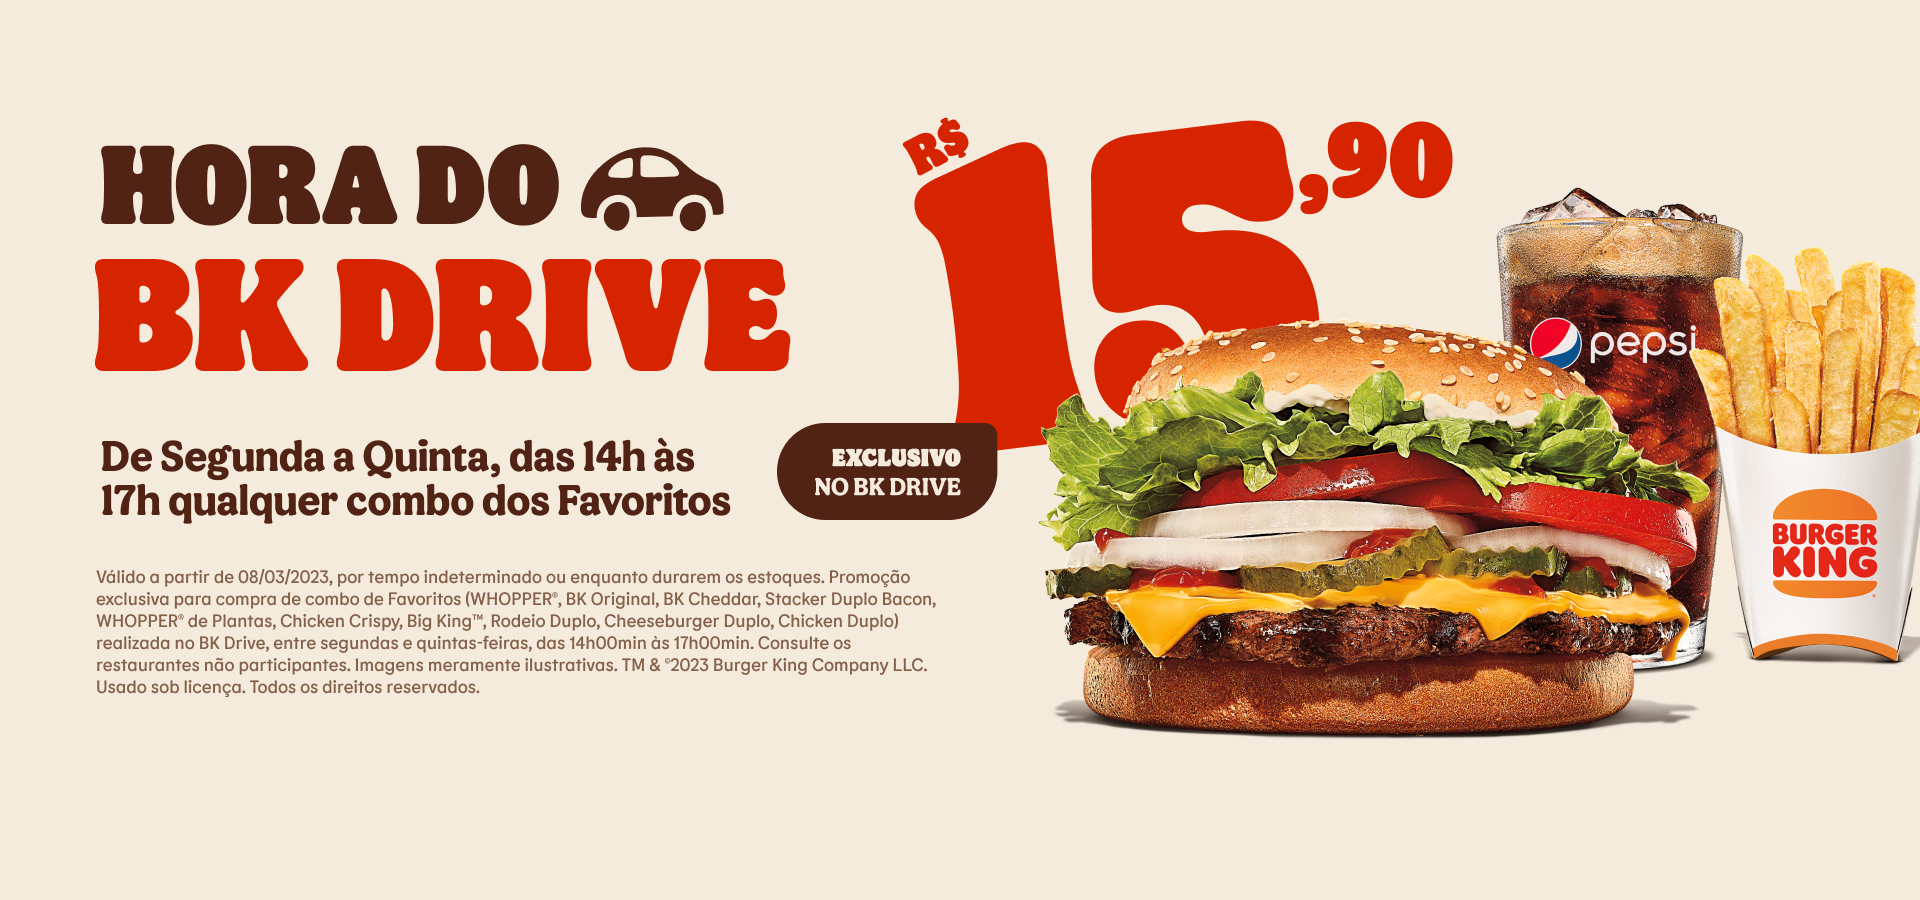 HORA DO
BK DRIVE
R$
15,90
De Segunda a Quinta, das 14h às
17h qualquer combo dos Favoritos
EXCLUSIVO
NO BK DRIVE
Válido a partir de 08/03/2023, por tempo indeterminado ou enquanto durarem os estoques. Promoção
exclusiva para compra de combo de Favoritos (WHOPPER®, BK Original, BK Cheddar, Stacker Duplo Bacon,
WHOPPER® de Plantas, Chicken Crispy, Big King™, Rodeio Duplo, Cheeseburger Duplo, Chicken Duplo)
realizada no BK Drive, entre segundas e quintas-feiras, das 14h00min às 17h00min. Consulte os
restaurantes não participantes. Imagens meramente ilustrativas. TM & ©2023 Burger King Company LLC.
Usado sob licença. Todos os direitos reservados.
pepsi
BURGER
KING